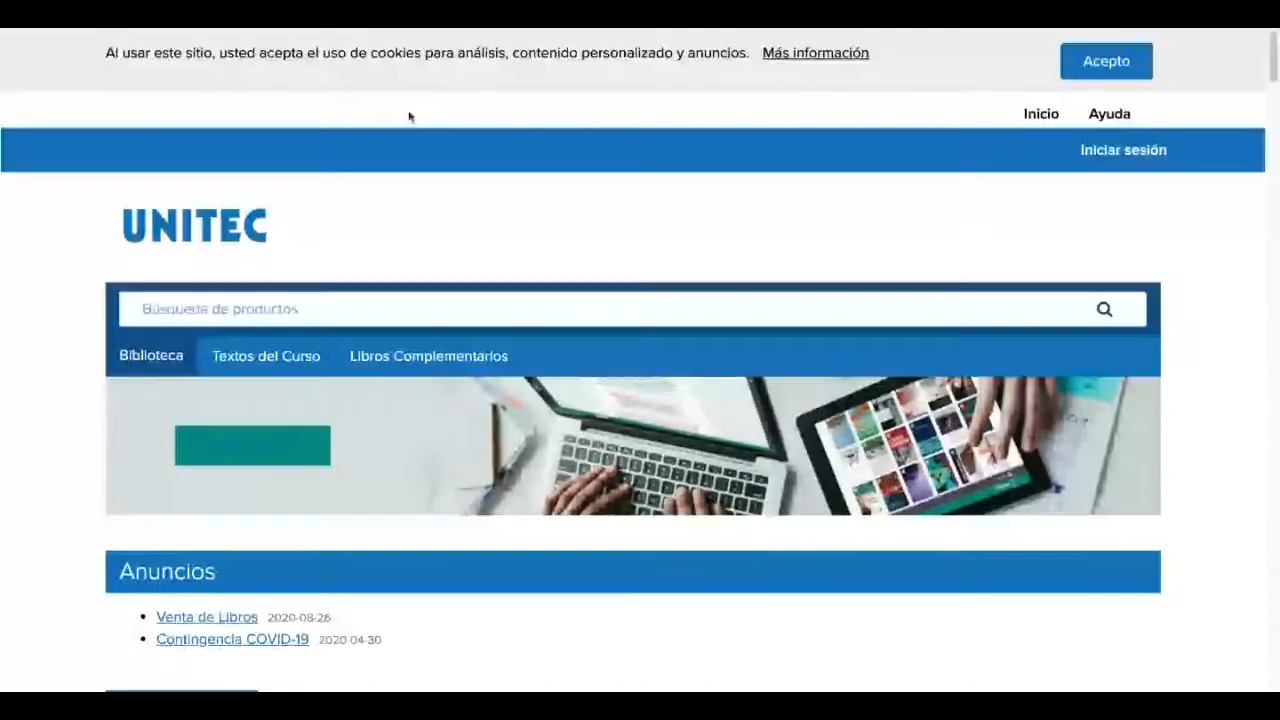 Al usar este sitio, usted acepta el uso de cookies para análisis, contenido personalizado y anuncios. Más información
Acepto
Inicio Ayuda
Iniciar sesión
UNITEC
Búsqueda de productos
Biblioteca Textos del Curso Libros Complementarios
Anuncios
Venta de Libros 2020-08-26
Contingencia COVID-19 2020-04-30